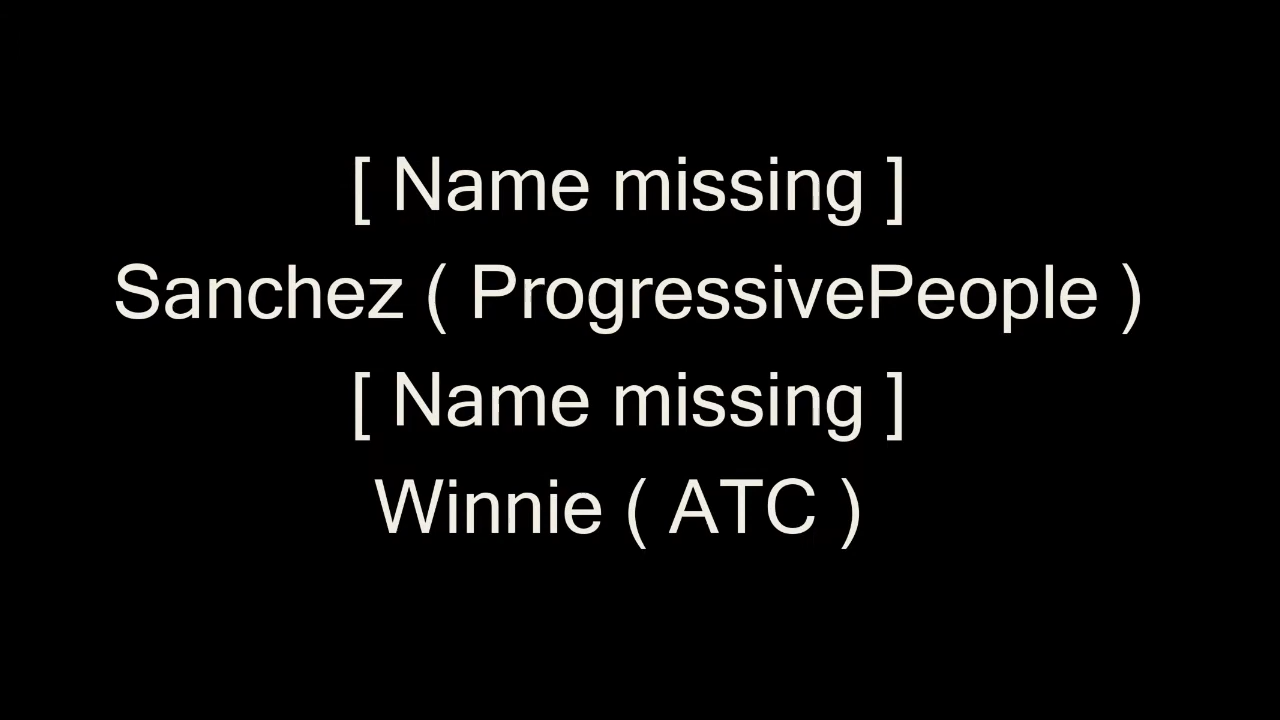 [ Name missing ]
Sanchez ( ProgressivePeople )
[ Name missing ]
Winnie ( ATC )